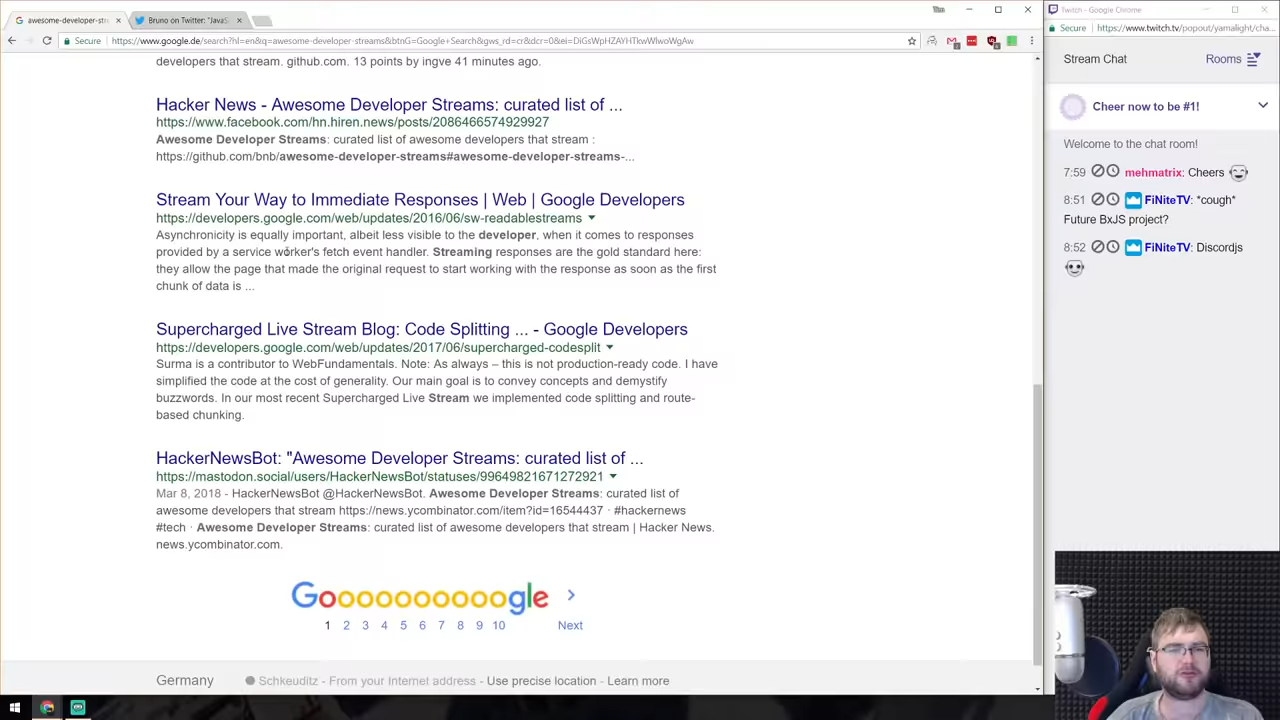 awesome-developer-stre
Bruno on Twitter: "JavaS
Secure
https://www.google.de/search?hl=en&q=awesome-developer-streams&btnG=Google+Search&gws_rd=cr&dcr=0&ei=DiGsWpHZAYHTkwWlwoWgAw
developers that stream. github.com. 13 points by ingve 41 minutes ago.
Hacker News - Awesome Developer Streams: curated list of ...
https://www.facebook.com/hn.hiren.news/posts/2086466574929927
Awesome Developer Streams: curated list of awesome developers that stream :
https://github.com/bnb/awesome-developer-streams#awesome-developer-streams-...
Stream Your Way to Immediate Responses | Web | Google Developers
https://developers.google.com/web/updates/2016/06/sw-readablestreams
Asynchronicity is equally important, albeit less visible to the developer, when it comes to responses
provided by a service worker's fetch event handler. Streaming responses are the gold standard here:
they allow the page that made the original request to start working with the response as soon as the first
chunk of data is ...
Supercharged Live Stream Blog: Code Splitting ... - Google Developers
https://developers.google.com/web/updates/2017/06/supercharged-codesplit
Surma is a contributor to WebFundamentals. Note: As always – this is not production-ready code. I have
simplified the code at the cost of generality. Our main goal is to convey concepts and demystify
buzzwords. In our most recent Supercharged Live Stream we implemented code splitting and route-
based chunking.
HackerNewsBot: "Awesome Developer Streams: curated list of ...
https://mastodon.social/users/HackerNewsBot/statuses/99649821671272921
Mar 8, 2018 - HackerNewsBot @HackerNewsBot. Awesome Developer Streams: curated list of
awesome developers that stream https://news.ycombinator.com/item?id=16544437 · #hackernews
#tech · Awesome Developer Streams: curated list of awesome developers that stream | Hacker News.
news.ycombinator.com.
Goooooooooogle
1 2 3 4 5 6 7 8 9 10 Next
Germany
Schkeuditz - From your Internet address - Use precise location - Learn more
Twitch - Google Chrome
Secure
https://www.twitch.tv/popout/yamalight/cha...
Stream Chat
Rooms
Cheer now to be #1!
Welcome to the chat room!
7:59 mehmatrix: Cheers
8:51 FiNiteTV: *cough*
Future BxJS project?
8:52 FiNiteTV: Discordjs